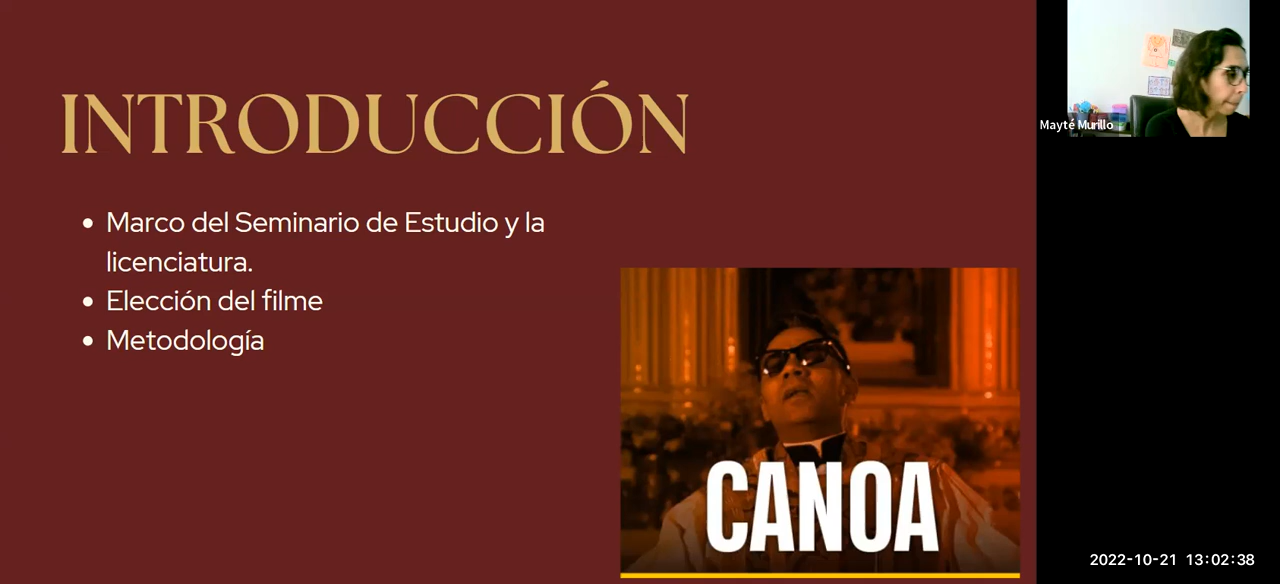 INTRODUCCIÓN
• Marco del Seminario de Estudio y la
licenciatura.
• Elección del filme
• Metodología
CANOA
Mayté Murillo
2022-10-21 13:02:38